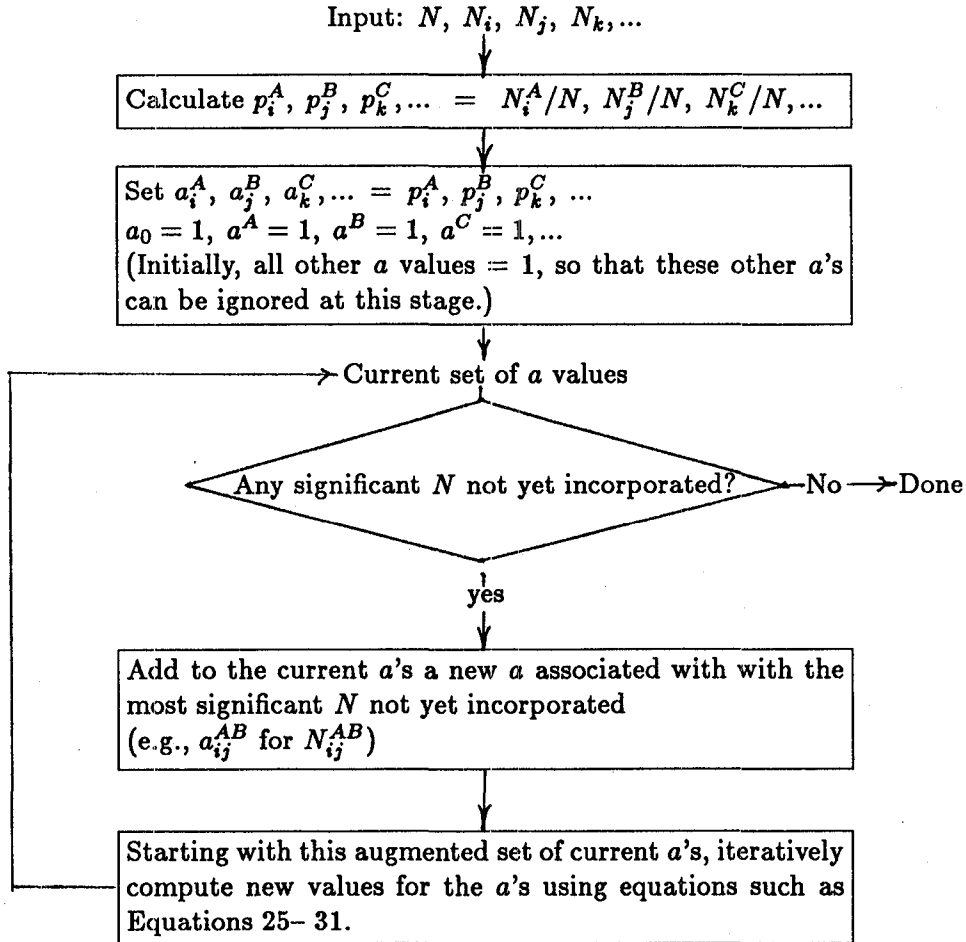 Input: N, N_i, N_j, N_k,...
Calculate p_i^A, p_j^B, p_k^C,... = N_i^A/N, N_j^B/N, N_k^C/N,...
Set a_i^A, a_j^B, a_k^C,... = p_i^A, p_j^B, p_k^C, ...
a_0 = 1, a^A = 1, a^B = 1, a^C = 1,...
(Initially, all other a values = 1, so that these other a's
can be ignored at this stage.)
Current set of a values
Any significant N not yet incorporated? No Done
yes
Add to the current a's a new a associated with with the
most significant N not yet incorporated
(e.g., a_ij^AB for N_ij^AB)
Starting with this augmented set of current a's, iteratively
compute new values for the a's using equations such as
Equations 25– 31.